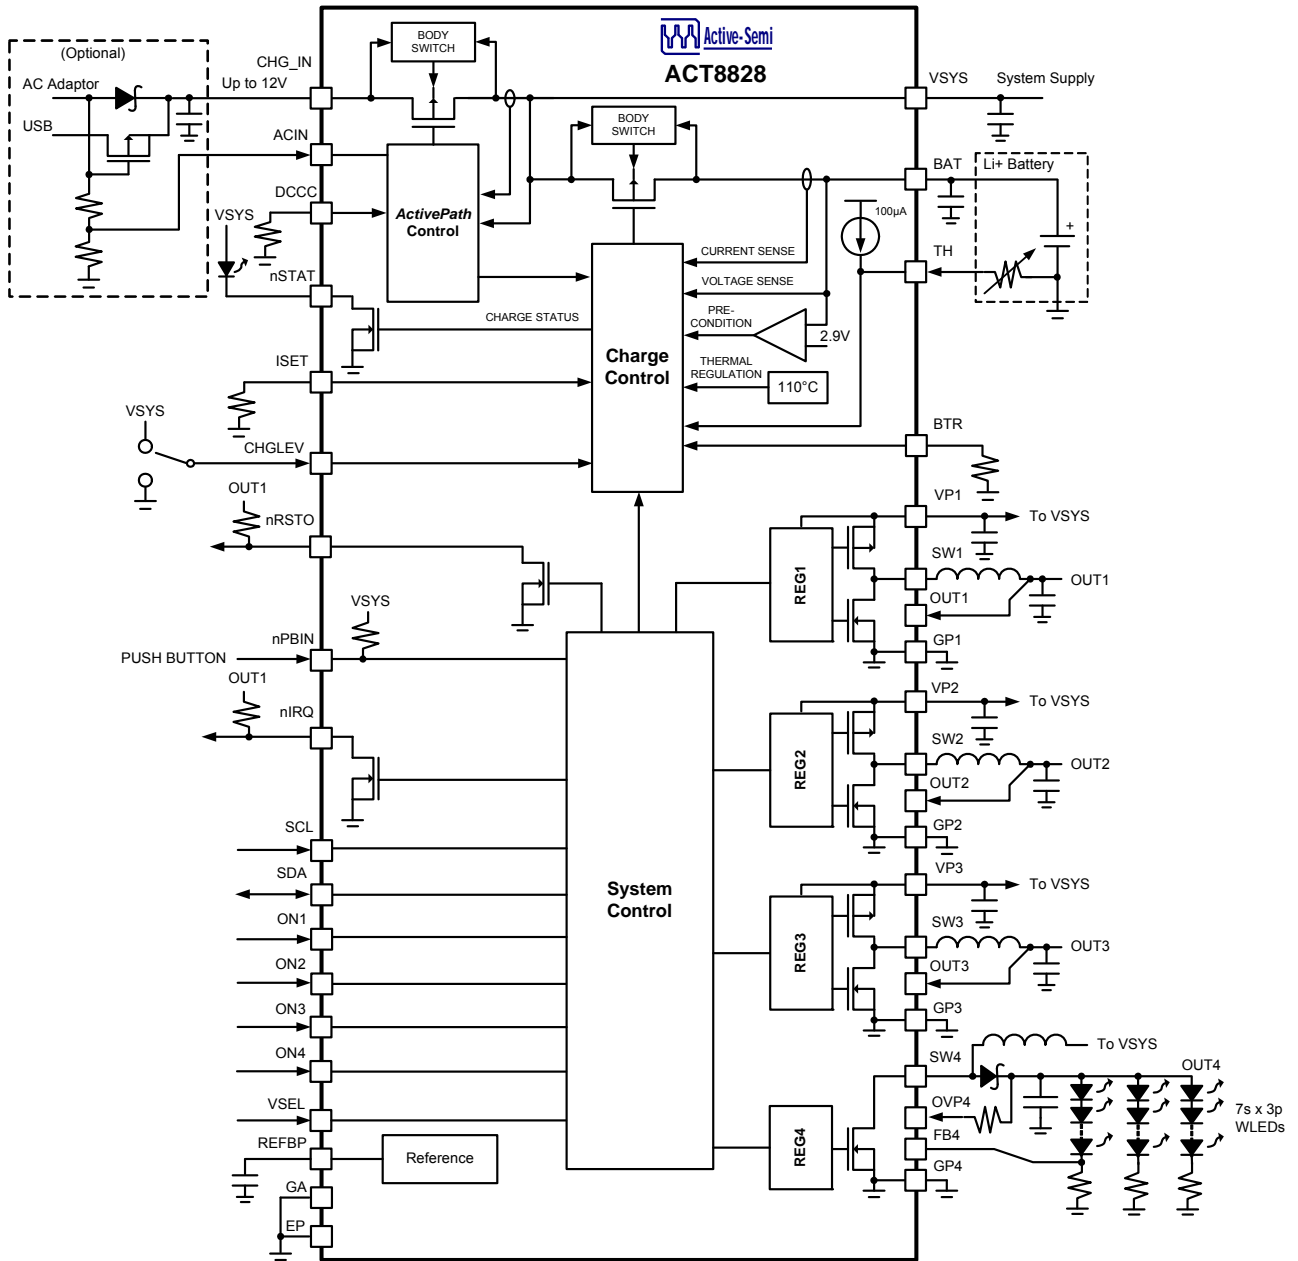 Active-Semi
ACT8828
(Optional)
AC Adaptor
USB
CHG_IN
Up to 12V
BODY
SWITCH
ACIN
DCCC
VSYS
nSTAT
ActivePath
Control
BODY
SWITCH
VSYS
System Supply
BAT
Li+ Battery
+
100µA
TH
CURRENT SENSE
VOLTAGE SENSE
PRE-
CONDITION
2.9V
THERMAL
REGULATION
110°C
CHARGE STATUS
Charge
Control
ISET
VSYS
CHGLEV
BTR
OUT1
nRSTO
VSYS
nPBIN
PUSH BUTTON
OUT1
nIRQ
SCL
SDA
ON1
ON2
ON3
ON4
VSEL
REFBP
Reference
GA
EP
System
Control
REG1
VP1
To VSYS
SW1
OUT1
OUT1
GP1
REG2
VP2
To VSYS
SW2
OUT2
OUT2
GP2
REG3
VP3
To VSYS
SW3
OUT3
OUT3
GP3
REG4
SW4
To VSYS
OUT4
OVP4
FB4
GP4
7s x 3p
WLEDs